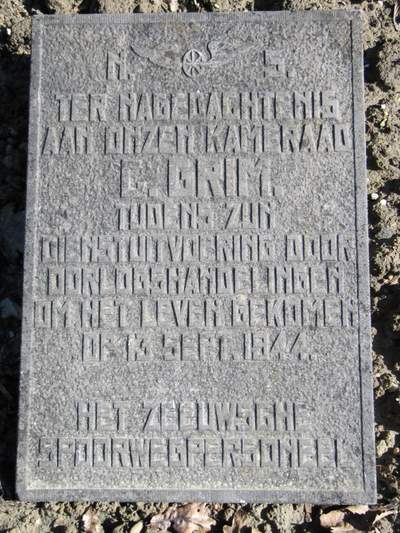 N. S.
TER NAGEDACHTENIS
AAN ONZEN KAMERAAD
C. GRIM.
TIJDENS ZIJN
DIENSTUITVOERING DOOR
OORLOGSHANDELINGEN
OM HET LEVEN GEKOMEN
OP 13 SEPT. 1944.
HET ZEEUWSCHE
SPOORWEGPERSONEEL